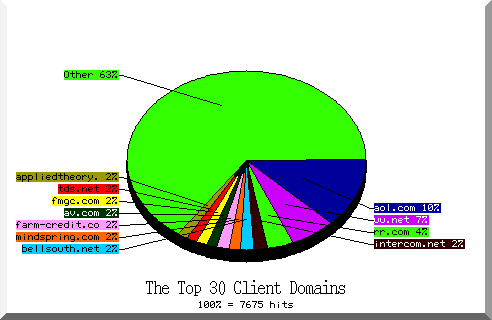 Other 63%
appliedtheory. 2%
tds.net 2%
fmgc.com 2%
av.com 2%
farm-credit.co 2%
mindspring.com 2%
bellsouth.net 2%
aol.com 10%
uu.net 7%
rr.com 4%
intercom.net 2%
The Top 30 Client Domains
100% = 7675 hits